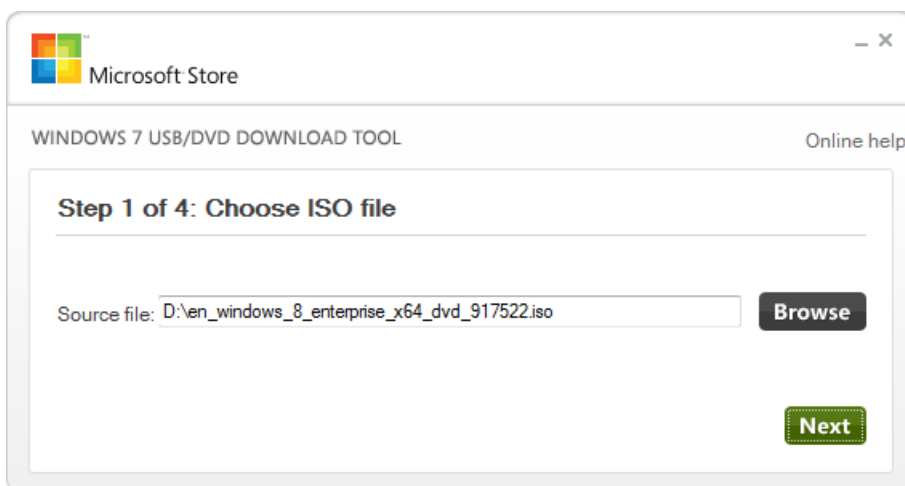 Microsoft Store
WINDOWS 7 USB/DVD DOWNLOAD TOOL
Online help
Step 1 of 4: Choose ISO file
Source file: D:\en_windows_8_enterprise_x64_dvd_917522.iso
Browse
Next